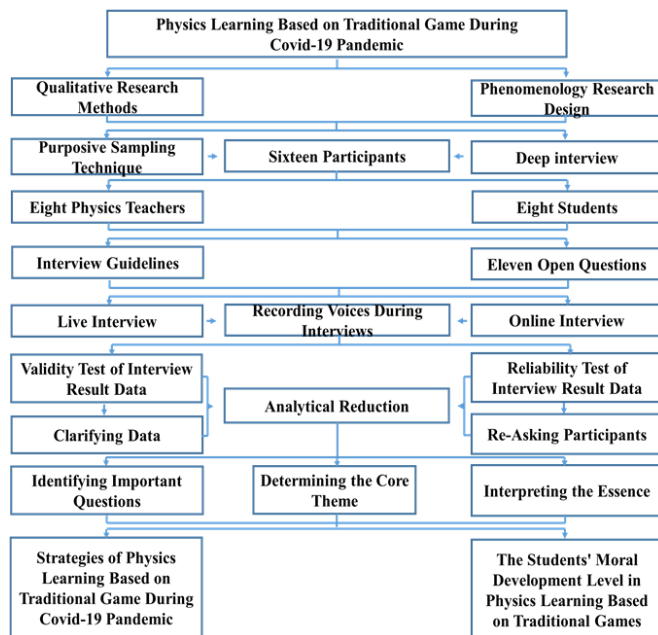 Physics Learning Based on Traditional Game During
Covid-19 Pandemic
Qualitative Research
Methods
Phenomenology Research
Design
Purposive Sampling
Technique
Sixteen Participants
Deep interview
Eight Physics Teachers
Eight Students
Interview Guidelines
Eleven Open Questions
Live Interview
Recording Voices During
Interviews
Online Interview
Validity Test of Interview
Result Data
Reliability Test of
Interview Result Data
Analytical Reduction
Clarifying Data
Re-Asking Participants
Identifying Important
Questions
Determining the Core
Theme
Interpreting the Essence
Strategies of Physics
Learning Based on
Traditional Game During
Covid-19 Pandemic
The Students' Moral
Development Level in
Physics Learning Based
on Traditional Games